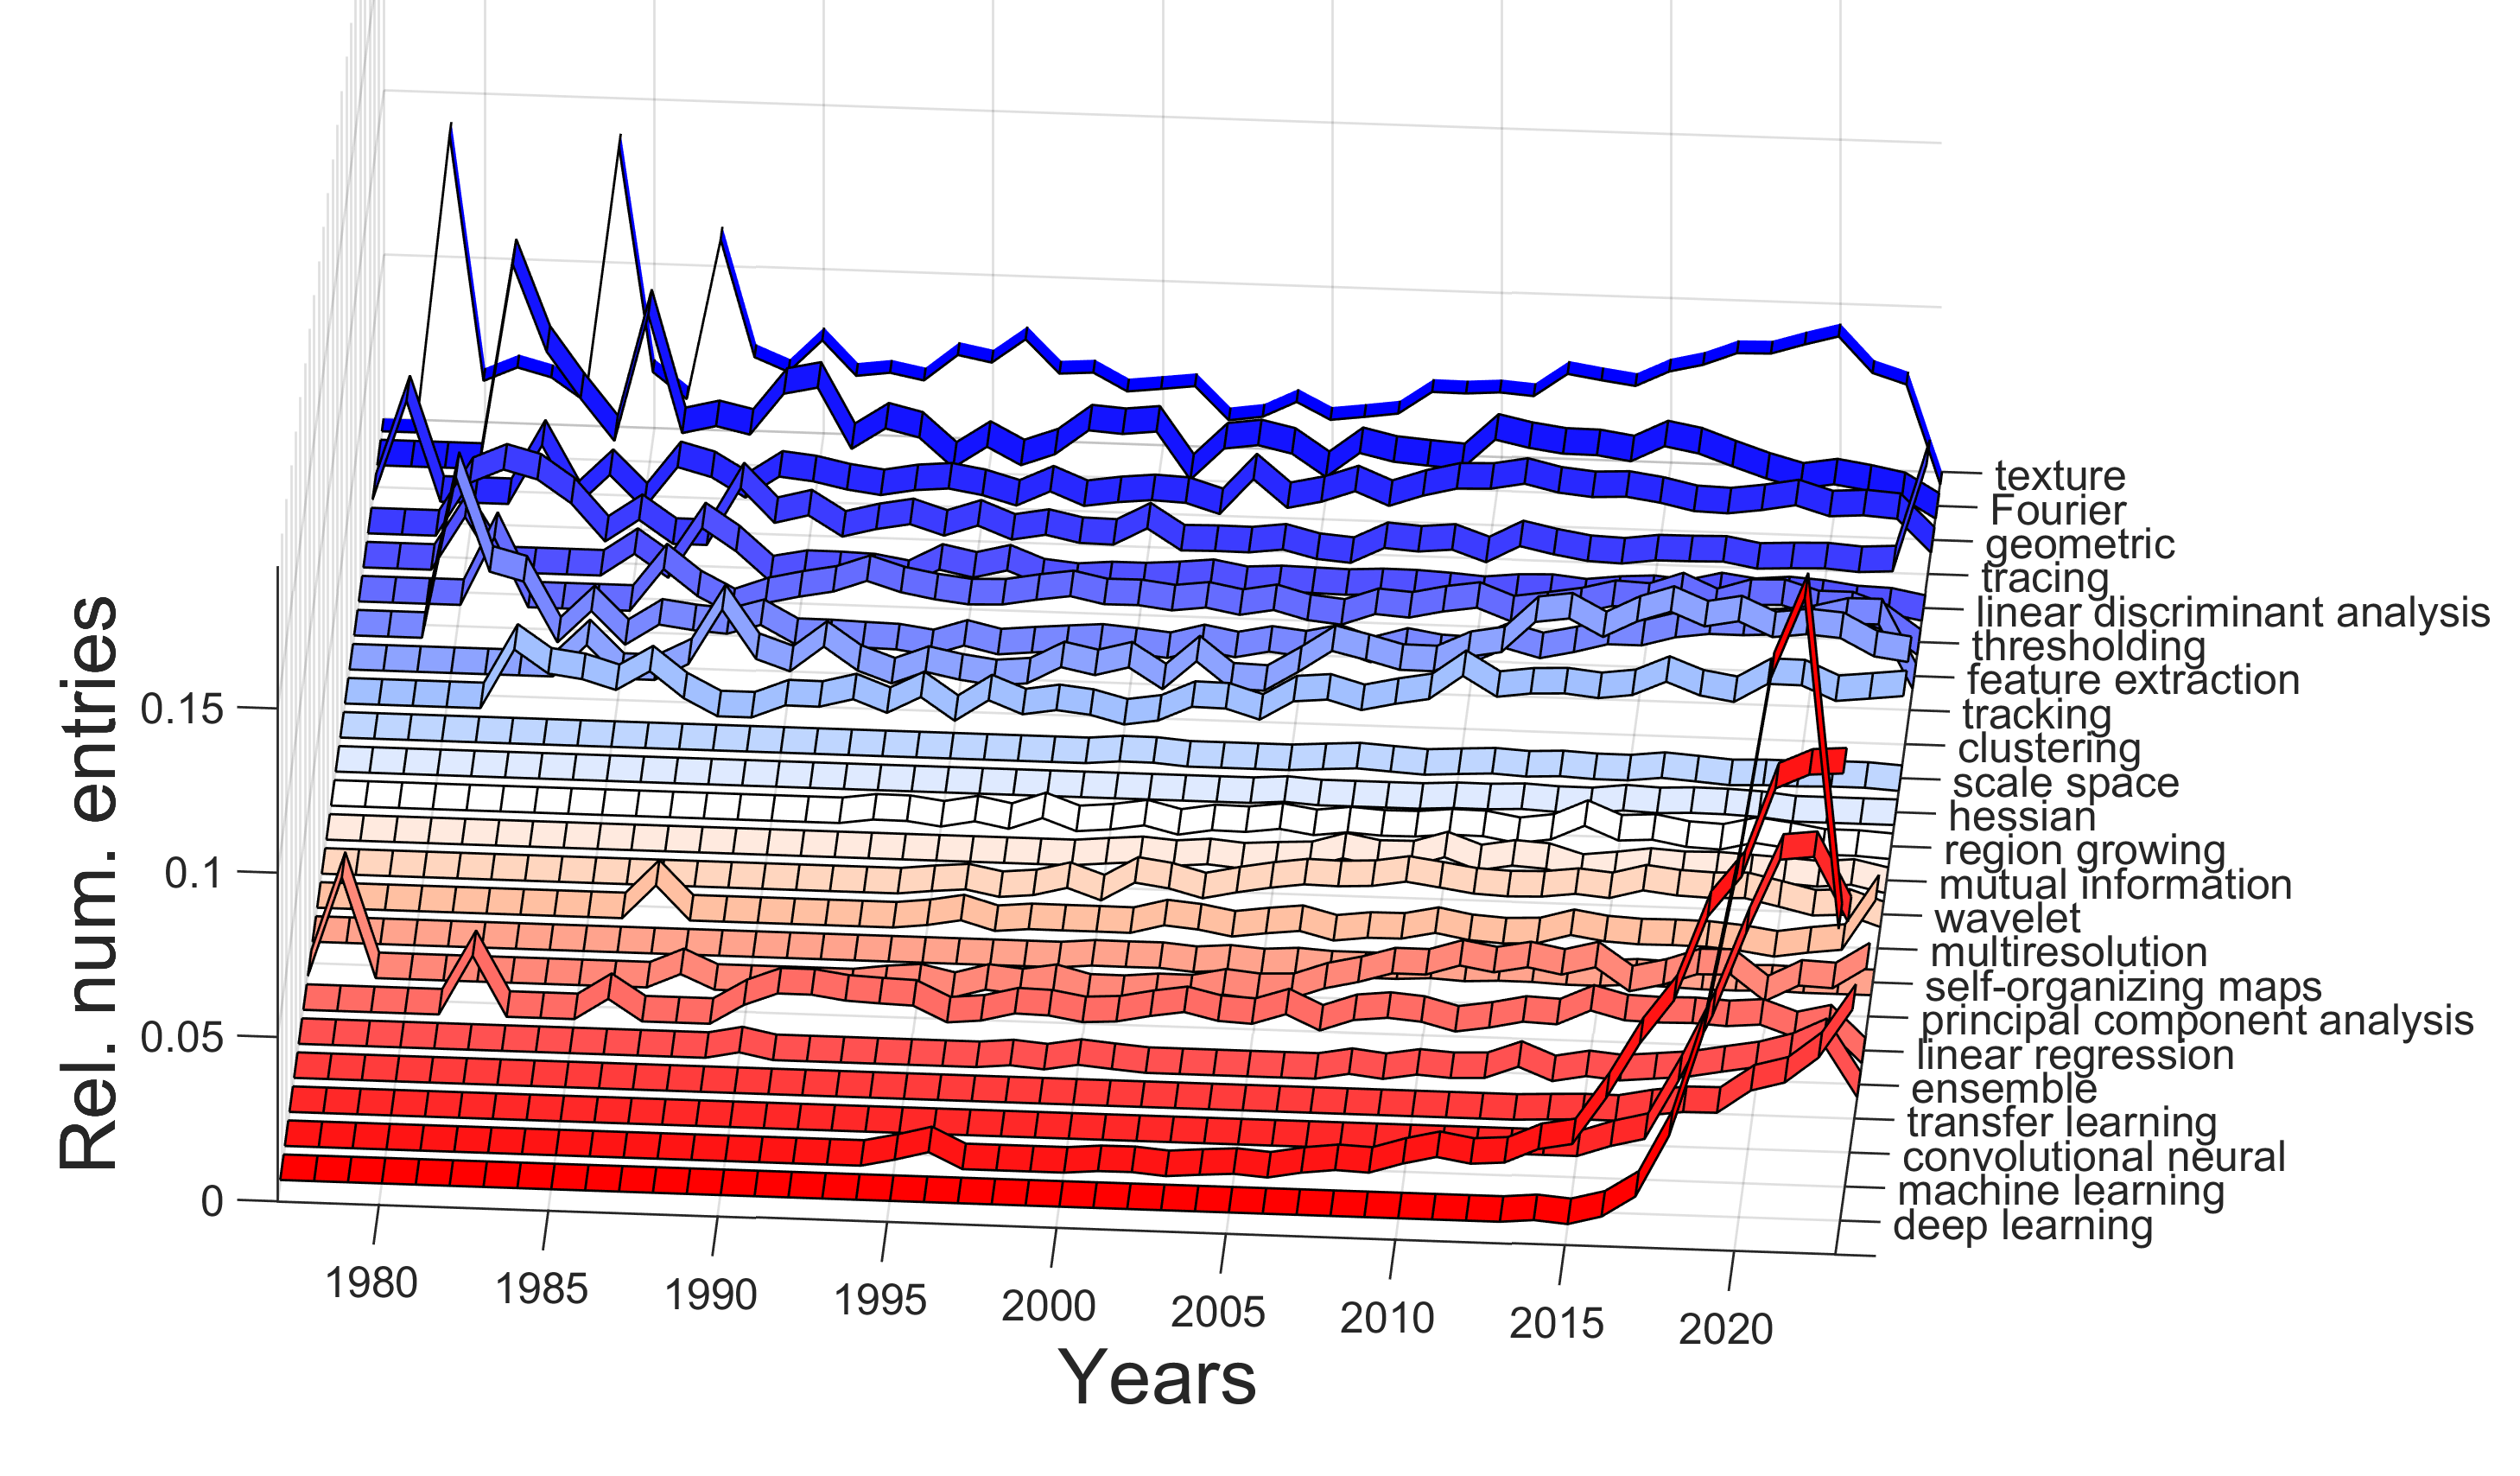 texture
Fourier
geometric
tracing
linear discriminant analysis
thresholding
feature extraction
tracking
clustering
scale space
hessian
region growing
mutual information
wavelet
multiresolution
self-organizing maps
principal component analysis
linear regression
ensemble
transfer learning
convolutional neural
machine learning
deep learning
Rel. num. entries
0.15
0.1
0.05
0
1980 1985 1990 1995 2000 2005 2010 2015 2020
Years